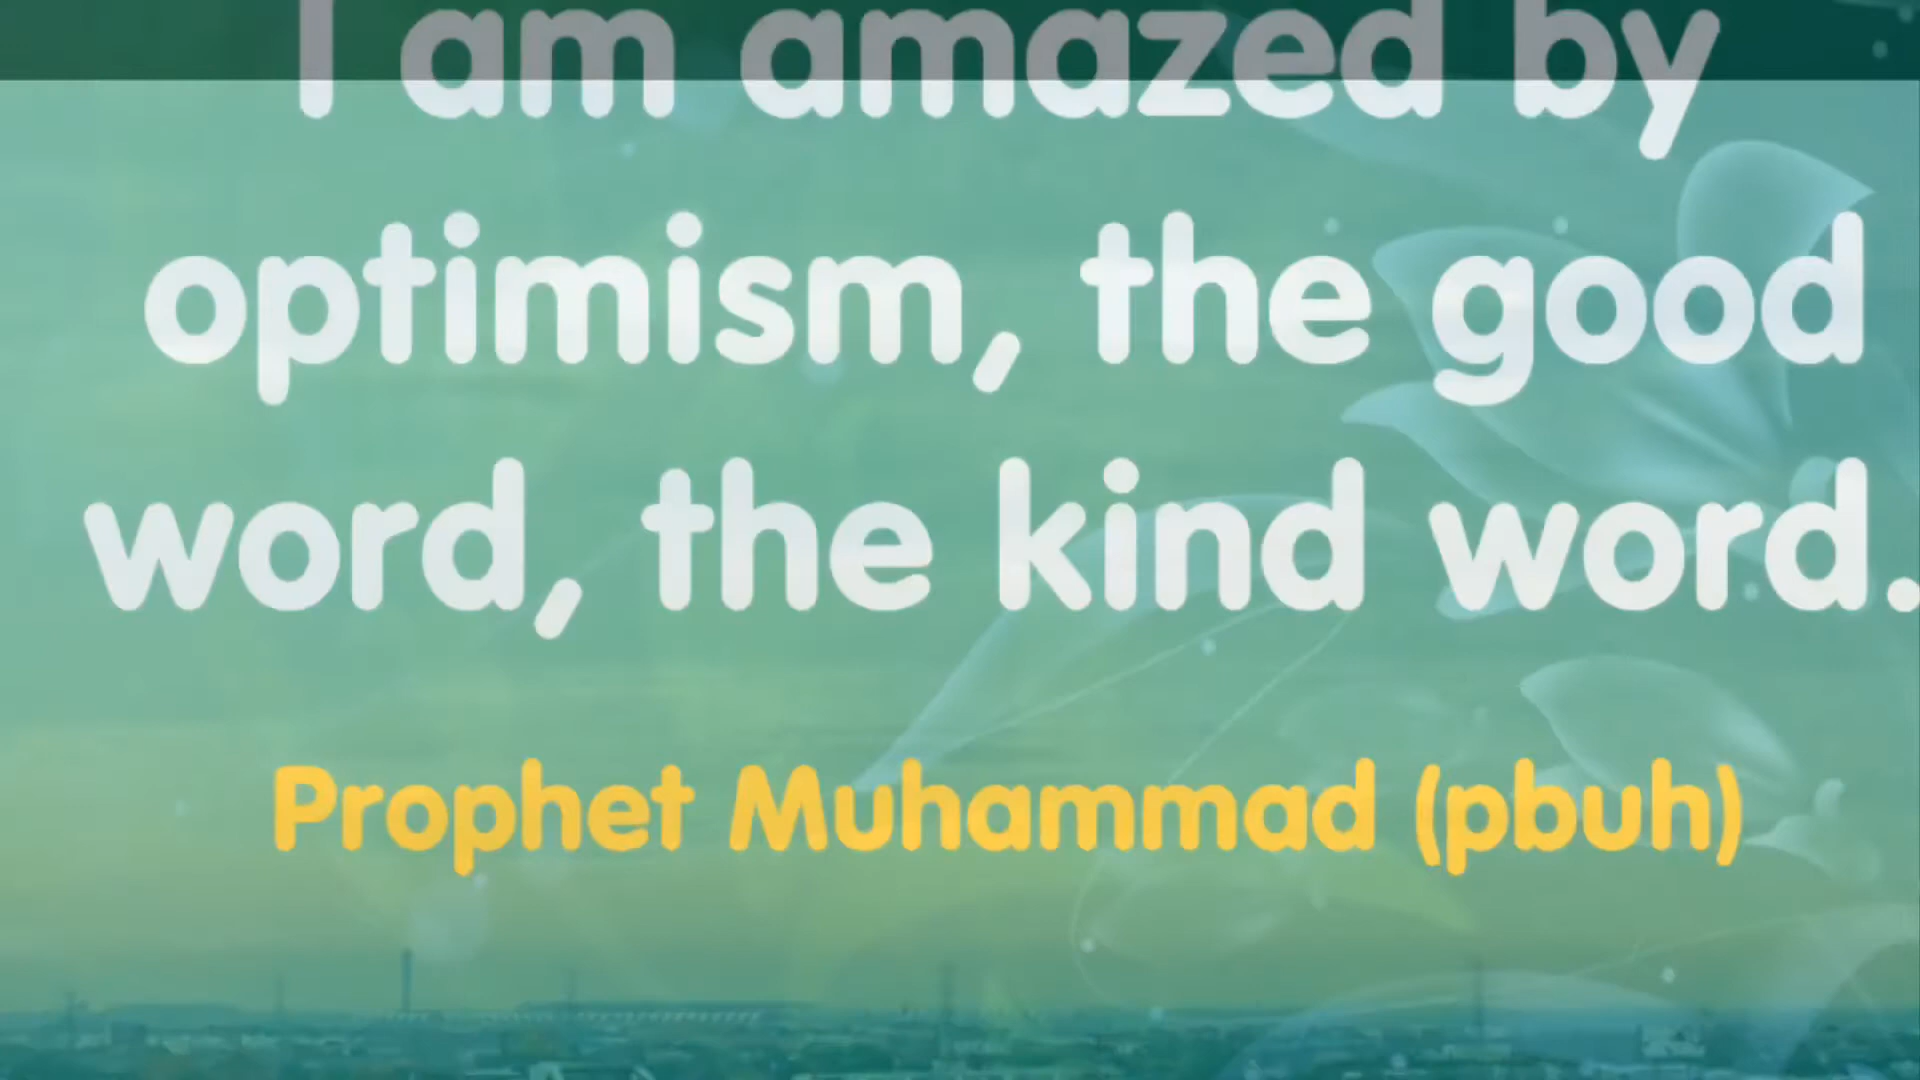 I am amazed by
optimism, the good
word, the kind word.
Prophet Muhammad (pbuh)